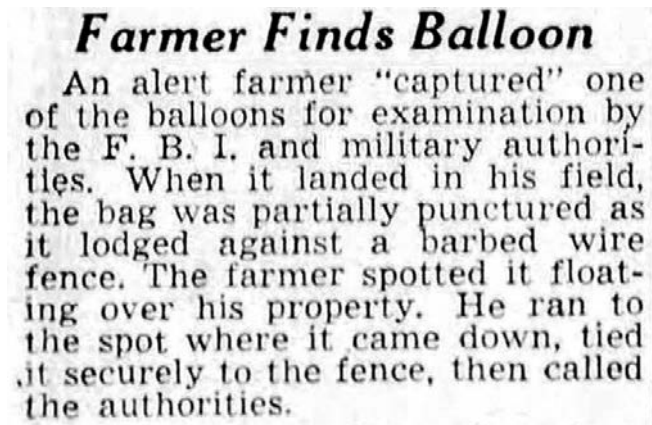 Farmer Finds Balloon
An alert farmer “captured” one
of the balloons for examination by
the F. B. I. and military authori-
ties. When it landed in his field,
the bag was partially punctured as
it lodged against a barbed wire
fence. The farmer spotted it float-
ing over his property. He ran to
the spot where it came down, tied
it securely to the fence, then called
the authorities.